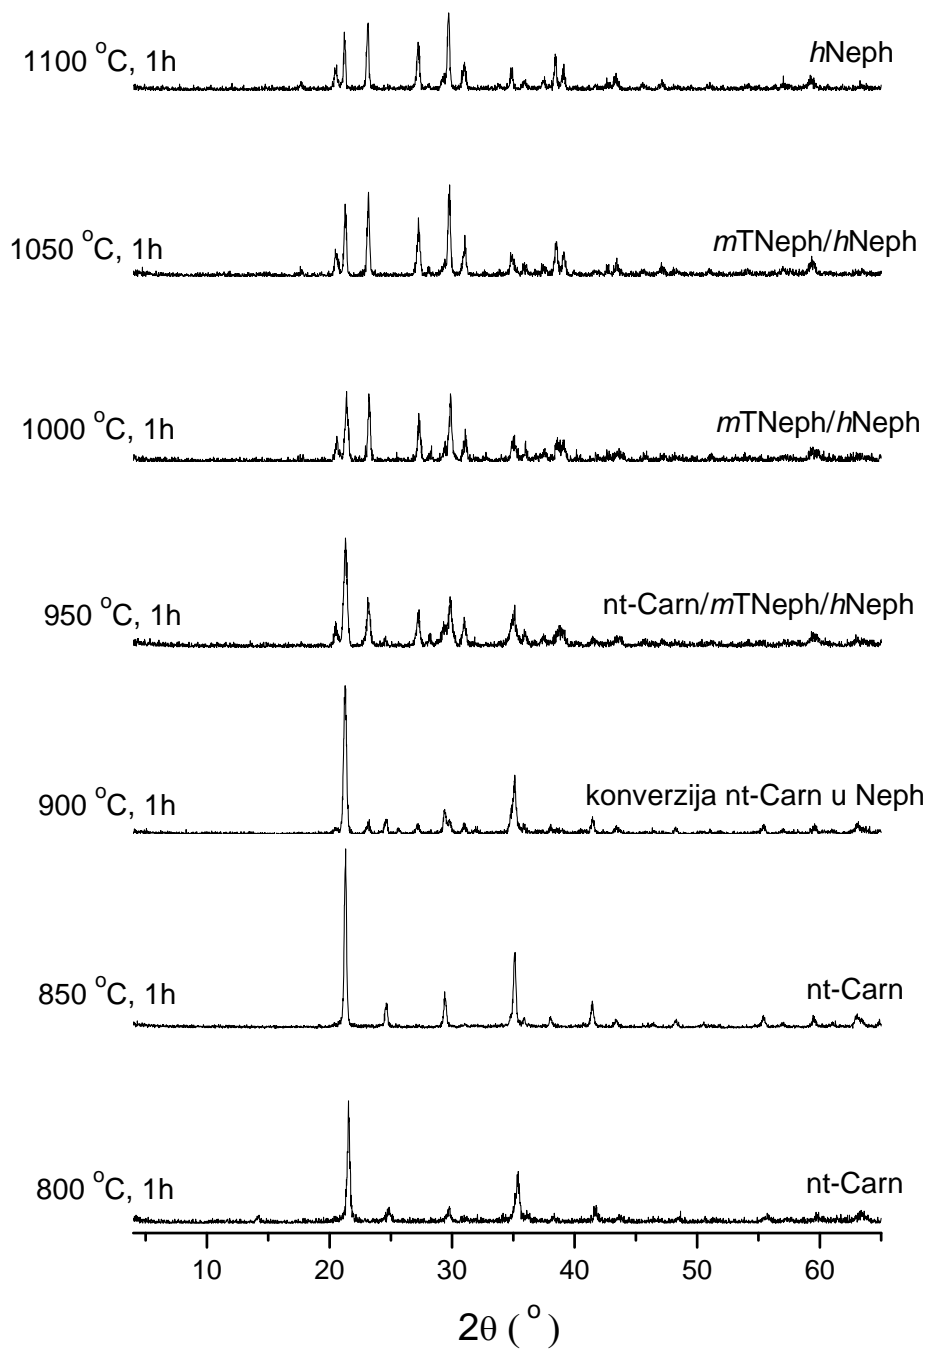 1100 °C, 1h
hNeph
1050 °C, 1h
mTNeph/hNeph
1000 °C, 1h
mTNeph/hNeph
950 °C, 1h
nt-Carn/mTNeph/hNeph
900 °C, 1h
konverzija nt-Carn u Neph
850 °C, 1h
nt-Carn
800 °C, 1h
nt-Carn
10 20 30 40 50 60
2θ (°)